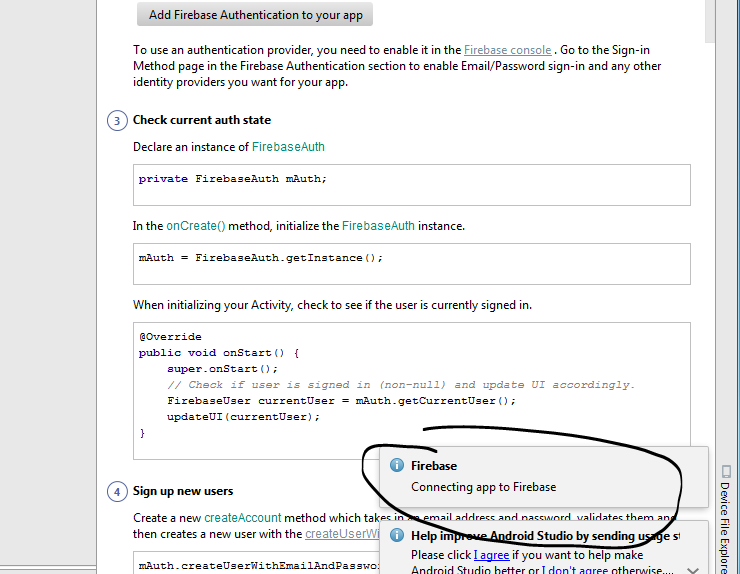 Add Firebase Authentication to your app
To use an authentication provider, you need to enable it in the Firebase console . Go to the Sign-in
Method page in the Firebase Authentication section to enable Email/Password sign-in and any other
identity providers you want for your app.
3 Check current auth state
Declare an instance of FirebaseAuth
private FirebaseAuth mAuth;
In the onCreate() method, initialize the FirebaseAuth instance.
mAuth = FirebaseAuth.getInstance();
When initializing your Activity, check to see if the user is currently signed in.
@Override
public void onStart() {
super.onStart();
// Check if user is signed in (non-null) and update UI accordingly.
FirebaseUser currentUser = mAuth.getCurrentUser();
updateUI(currentUser);
}
Firebase
Connecting app to Firebase
4 Sign up new users
Create a new createAccount method which takes in an email address and password, validates them and
then creates a new user with the createUserWi
mAuth.createUserWithEmailAndPasswo
Help improve Android Studio by sending usage st
Please click I agree if you want to help make
Android Studio better or I don't agree otherwise....
Device File Explore